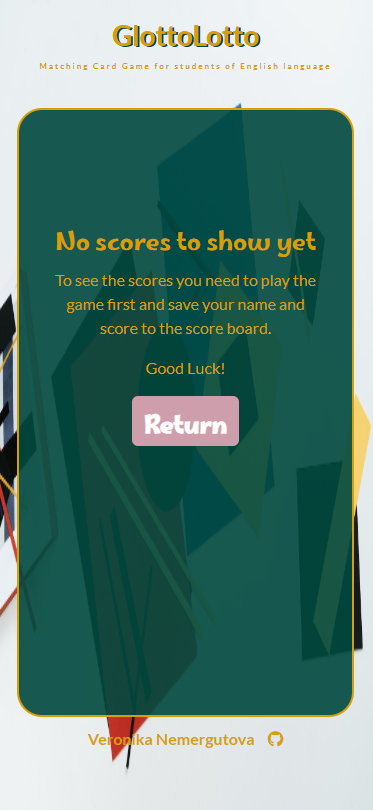 GlottoLotto
Matching Card Game for students of English language
No scores to show yet
To see the scores you need to play the
game first and save your name and
score to the score board.
Good Luck!
Return
Veronika Nemergutova